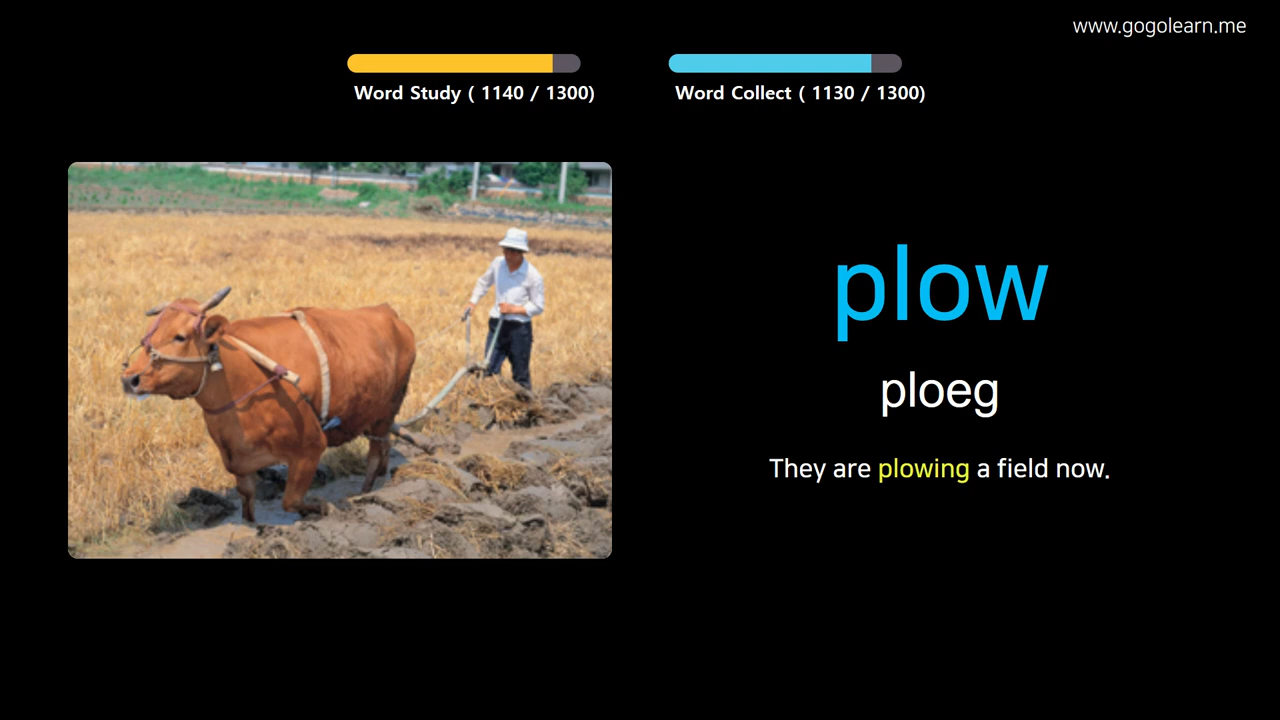 www.gogolearn.me
Word Study ( 1140 / 1300)
Word Collect ( 1130 / 1300)
plow
ploeg
They are plowing a field now.